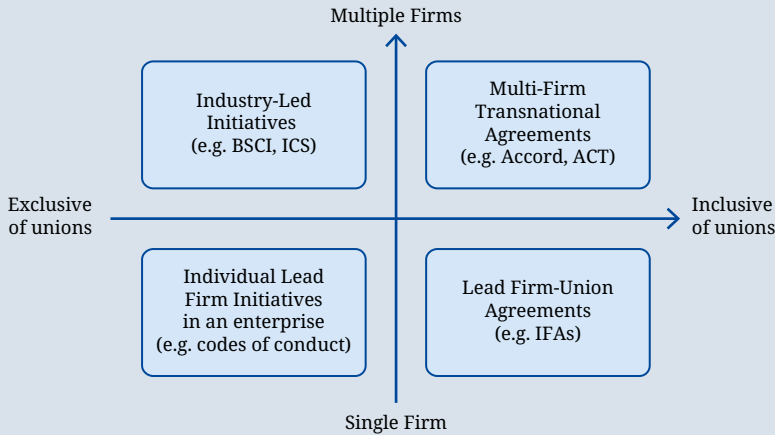 Multiple Firms
Industry-Led
Initiatives
(e.g. BSCI, ICS)
Multi-Firm
Transnational
Agreements
(e.g. Accord, ACT)
Exclusive
of unions
Inclusive
of unions
Individual Lead
Firm Initiatives
in an enterprise
(e.g. codes of conduct)
Lead Firm-Union
Agreements
(e.g. IFAs)
Single Firm